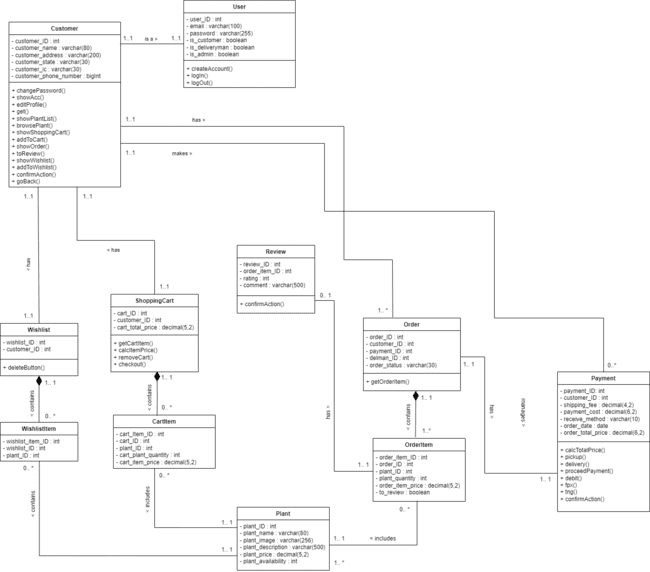 Customer
- customer_ID : int
- customer_name : varchar(80)
- customer_address : varchar(200)
- customer_state : varchar(30)
- customer_ic : varchar(30)
- customer_phone_number : bigInt
+ changePassword()
+ showAcc()
+ editProfile()
+ get()
+ showPlantList()
+ browsePlant()
+ showShoppingCart()
+ addToCart()
+ showOrder()
+ toReview()
+ showWishlist()
+ addToWishlist()
+ confirmAction()
+ goBack()
1..1
is a >
1..1
User
- user_ID : int
- email : varchar(100)
- password : varchar(255)
- is_customer : boolean
- is_deliveryman : boolean
- is_admin : boolean
+ createAccount()
+ logIn()
+ logOut()
1..1
has >
1..1
makes >
1..1
1..1
< has
< has
1..1
1..1
Review
- review_ID : int
- order_item_ID : int
- rating : int
- comment : varchar(500)
+ confirmAction()
0..1
ShoppingCart
- cart_ID : int
- customer_ID : int
- cart_total_price : decimal(5,2)
+ getCartItem()
+ calcItemPrice()
+ removeCart()
+ checkout()
Wishlist
- wishlist_ID : int
- customer_ID : int
+ deleteButton()
1..*
Order
- order_ID : int
- customer_ID : int
- payment_ID : int
- delman_ID : int
- order_status : varchar(30)
+ getOrderItem()
1..1
0..*
Payment
- payment_ID : int
- customer_ID : int
- shipping_fee : decimal(4,2)
- payment_cost : decimal(6,2)
- receive_method : varchar(10)
- order_date : date
- order_total_price : decimal(6,2)
+ calcTotalPrice()
+ pickup()
+ delivery()
+ proceedPayment()
+ debit()
+ fpx()
+ tng()
+ confirmAction()
1..1
< contains
0..*
1..1
< contains
0..*
1..1
< contains
1..*
has >
has >
manages >
1..1
1..1
WishlistItem
- wishlist_item_ID : int
- wishlist_ID : int
- plant_ID : int
0..*
CartItem
- cart_item_ID : int
- cart_ID : int
- plant_ID : int
- cart_plant_quantity : int
- cart_item_price : decimal(5,2)
0..*
OrderItem
- order_item_ID : int
- order_ID : int
- plant_ID : int
- plant_quantity : int
- order_item_price : decimal(5,2)
- to_review : boolean
0..*
< contains
< includes
< includes
1..1
1..1
1..1
1..*
Plant
- plant_ID : int
- plant_name : varchar(80)
- plant_image : varchar(256)
- plant_description : varchar(500)
- plant_price : decimal(5,2)
- plant_availability : int